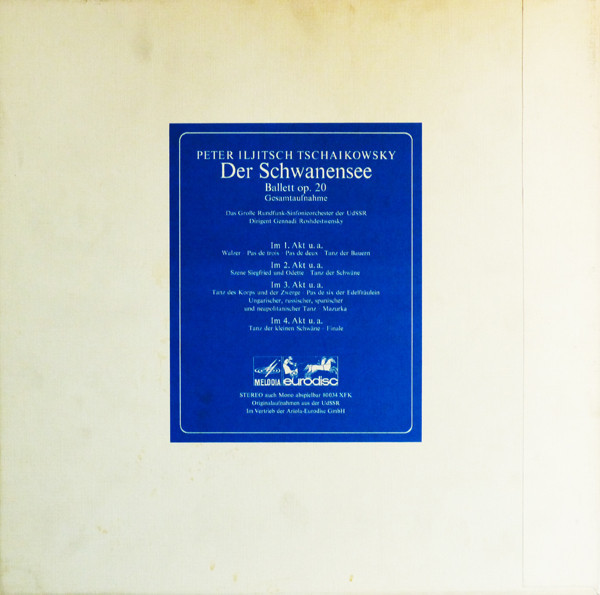 PETER ILJITSCH TSCHAIKOWSKY
Der Schwanensee
Ballett op. 20
Gesamtaufnahme
Das Große Rundfunk-Sinfonieorchester der UdSSR
Dirigent Gennadi Roshdestwensky
Im 1. Akt u. a.
Walzer · Pas de trois · Pas de deux · Tanz der Bauern
Im 2. Akt u. a.
Szene Siegfried und Odette · Tanz der Schwäne
Im 3. Akt u. a.
Tanz des Korps und der Zwerge · Pas de six der Edelfräulein
Ungarischer, russischer, spanischer
und neapolitanischer Tanz · Mazurka
Im 4. Akt u. a.
Tanz der kleinen Schwäne · Finale
MELODIA eurodisc
STEREO auch Mono abspielbar 80034 XFK
Originalaufnahmen aus der UdSSR
Im Vertrieb der Ariola-Eurodisc GmbH